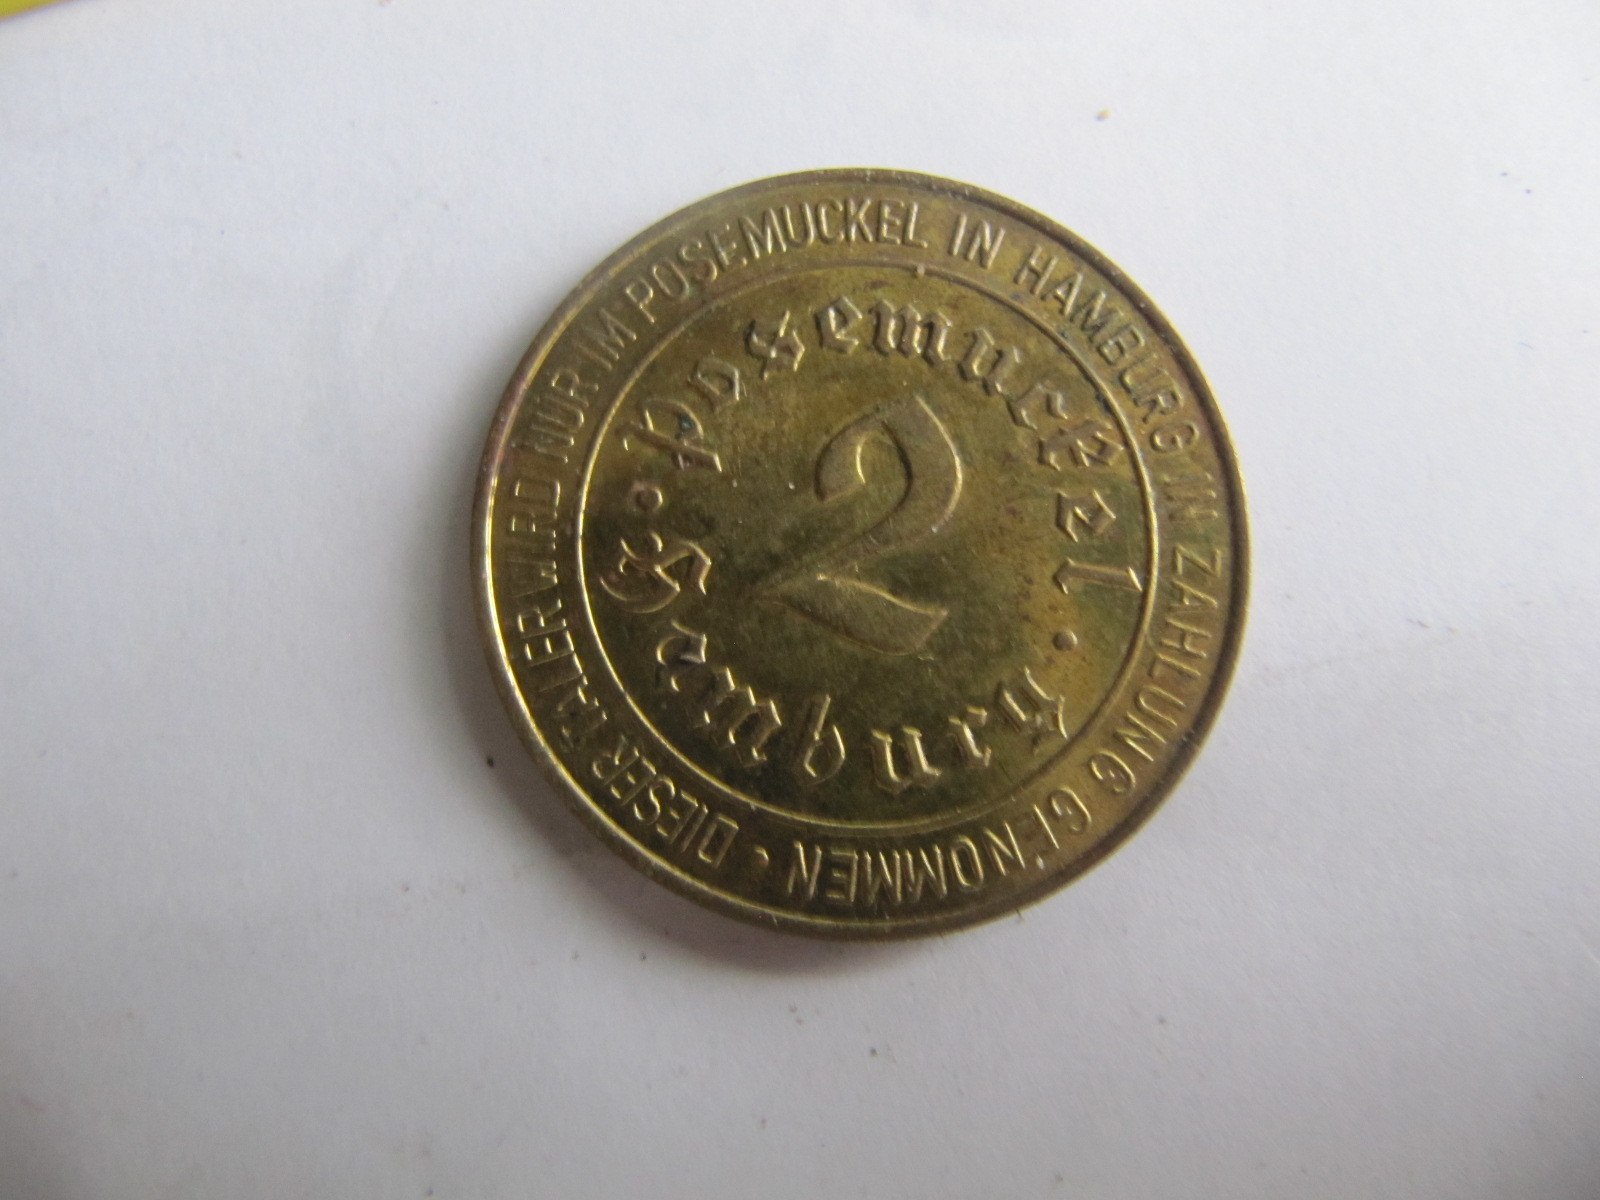 DIESER TALER WIRD NUR IM POSEMUCKEL IN HAMBURG IN ZAHLUNG GENOMMEN •
Posemuckel
• Hamburg •
2